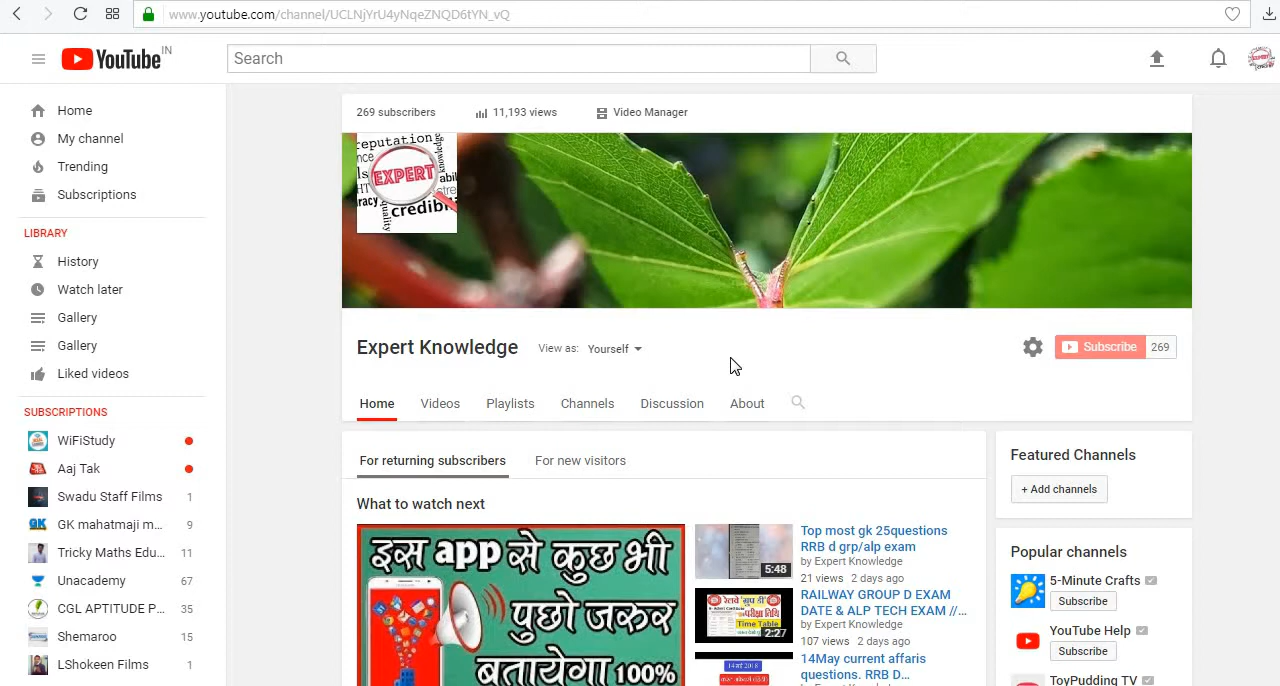 www.youtube.com/channel/UCLNjYrU4yNqeZNQD6tYN_vQ
YouTube IN
Search
Home
My channel
Trending
Subscriptions
LIBRARY
History
Watch later
Gallery
Gallery
Liked videos
SUBSCRIPTIONS
WiFiStudy
Aaj Tak
Swadu Staff Films 1
GK mahatmaji m... 9
Tricky Maths Edu... 11
Unacademy 67
CGL APTITUDE P... 35
Shemaroo 15
LShokeen Films 1
269 subscribers 11,193 views Video Manager
reputation
EXPERT
credibi
quality
Expert Knowledge View as: Yourself
Subscribe 269
Home Videos Playlists Channels Discussion About
For returning subscribers For new visitors
What to watch next
इस app से कुछ भी
पुछो जरुर
बतायेगा 100%
Top most gk 25questions
RRB d grp/alp exam
by Expert Knowledge
21 views 2 days ago
5:48
RAILWAY GROUP D EXAM
DATE & ALP TECH EXAM //...
by Expert Knowledge
107 views 2 days ago
Time Table
2:27
14May current affaris
questions. RRB D...
Featured Channels
+ Add channels
Popular channels
5-Minute Crafts
Subscribe
YouTube Help
Subscribe
ToyPudding TV